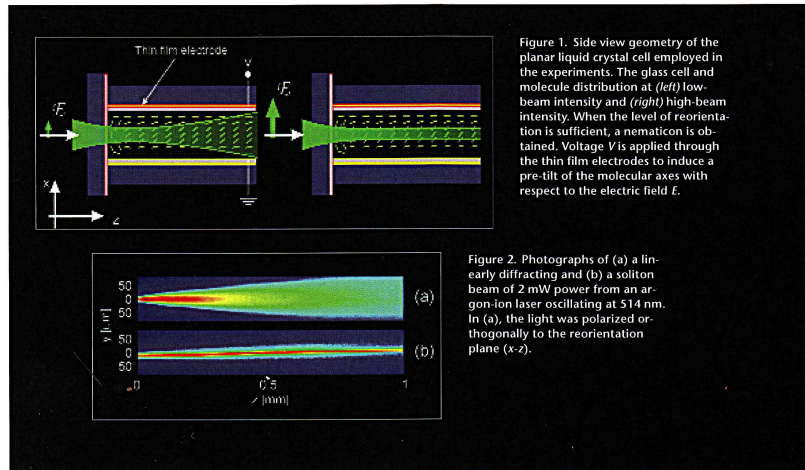 Thin film electrode
V
E
E
x
z
Figure 1. Side view geometry of the
planar liquid crystal cell employed in
the experiments. The glass cell and
molecule distribution at (left) low-
beam intensity and (right) high-beam
intensity. When the level of reorienta-
tion is sufficient, a nematicon is ob-
tained. Voltage V is applied through
the thin film electrodes to induce a
pre-tilt of the molecular axes with
respect to the electric field E.
50
0
50
(a)
y [µm]
50
0
50
(b)
0
0.5
1
z [mm]
Figure 2. Photographs of (a) a lin-
early diffracting and (b) a soliton
beam of 2 mW power from an ar-
gon-ion laser oscillating at 514 nm.
In (a), the light was polarized or-
thogonally to the reorientation
plane (x-z).